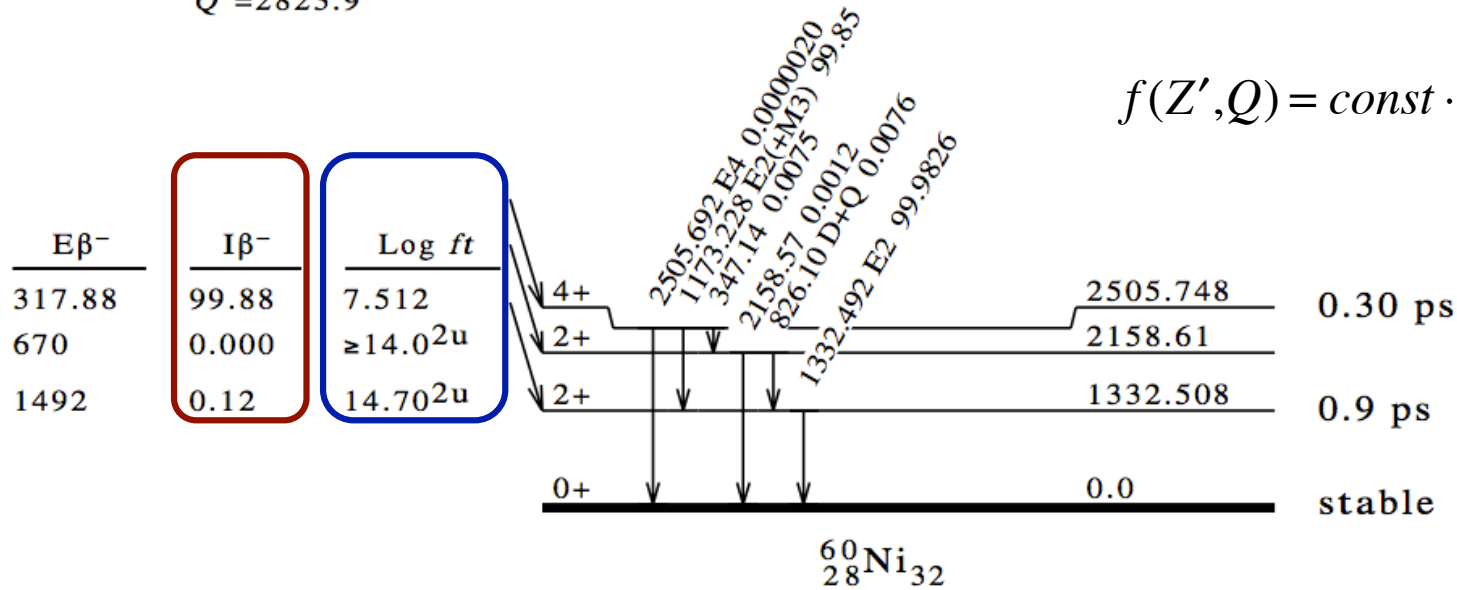 Q =2823.9
2505.692 E4 0.0000020
1173.228 E2(+M3) 99.85
347.14 0.0075
2158.57 0.0012
826.10 D+Q 0.0076
1332.492 E2 99.9826
f(Z′,Q) = const ·
Eβ− Iβ− Log ft
317.88 99.88 7.512
670 0.000 ≥14.0²ᵘ
1492 0.12 14.70²ᵘ
4+ 2505.748 0.30 ps
2+ 2158.61
2+ 1332.508 0.9 ps
0+ 0.0 stable
⁶⁰₂₈Ni₃₂